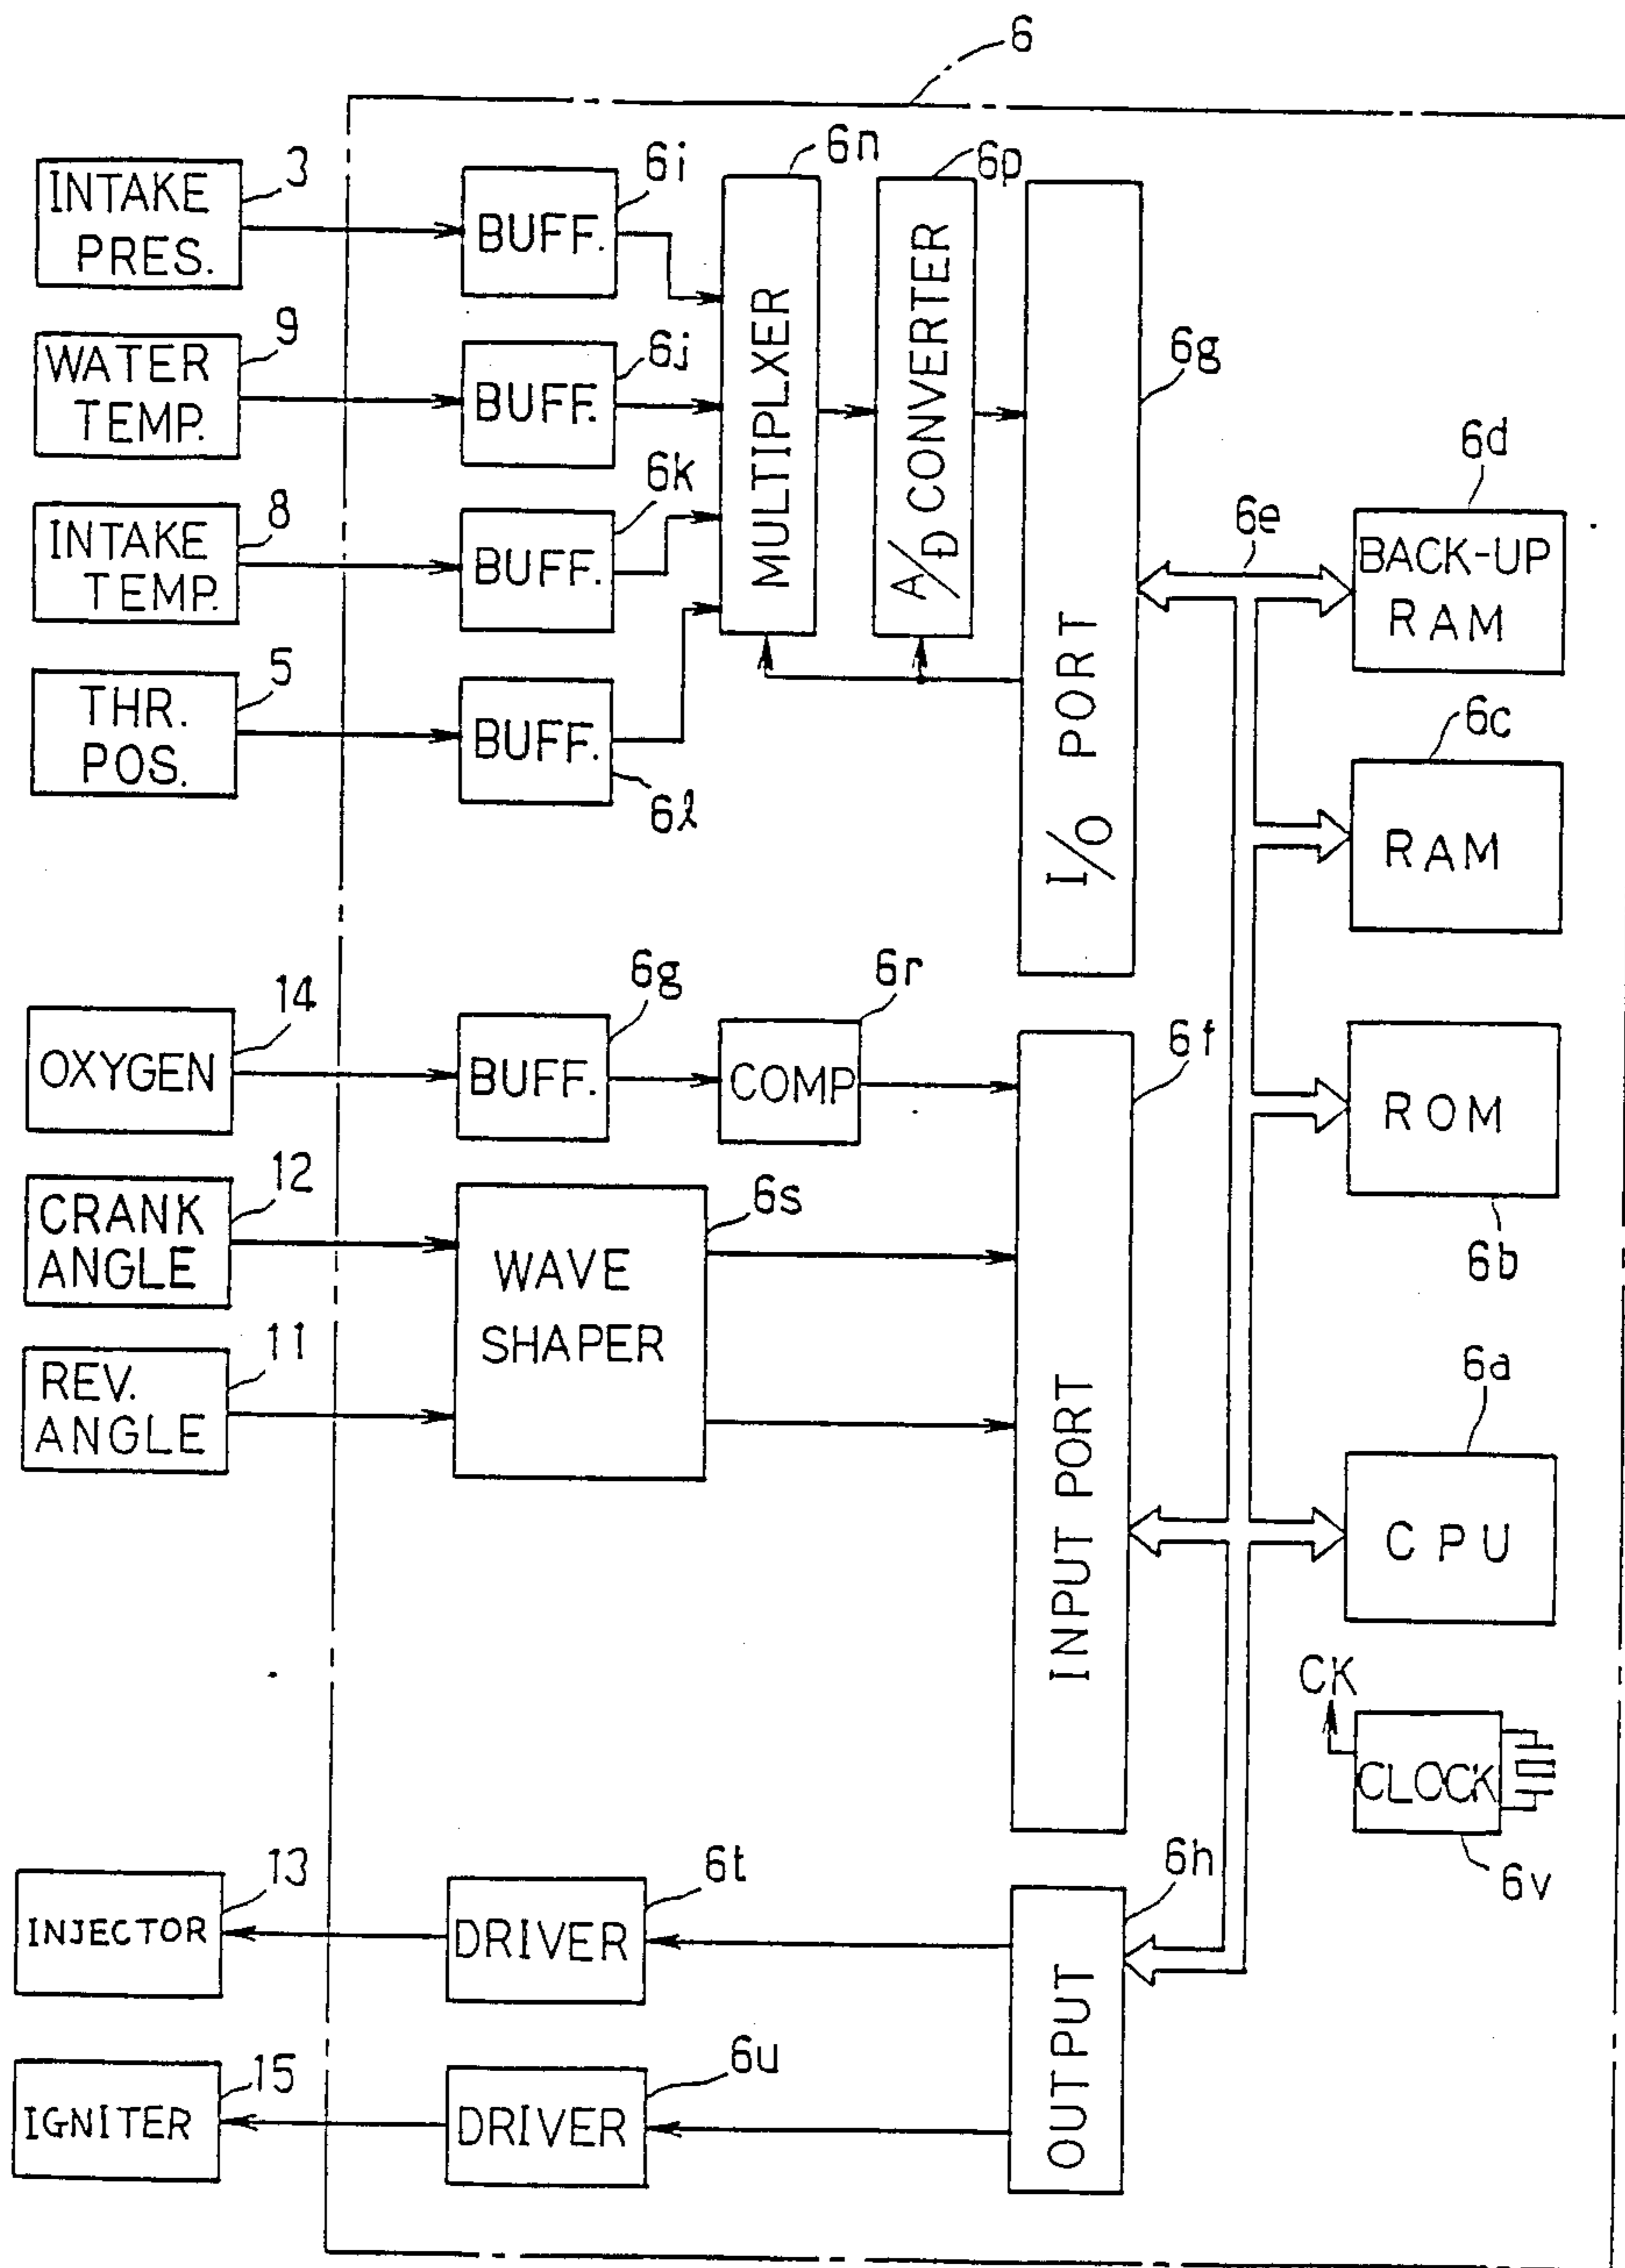 6
INTAKE
PRES.
3
BUFF.
6i
MULTIPLXER
6n
A/D CONVERTER
6p
I/O PORT
6g
WATER
TEMP.
9
BUFF.
6j
INTAKE
TEMP.
8
BUFF.
6k
THR.
POS.
5
BUFF.
6l
6e
BACK-UP
RAM
6d
RAM
6c
OXYGEN
14
BUFF.
6g
COMP
6r
INPUT PORT
6f
ROM
6b
CRANK
ANGLE
12
WAVE
SHAPER
6s
REV.
ANGLE
11
CPU
6a
CK
CLOCK
6v
INJECTOR
13
DRIVER
6t
OUTPUT
6h
IGNITER
15
DRIVER
6u